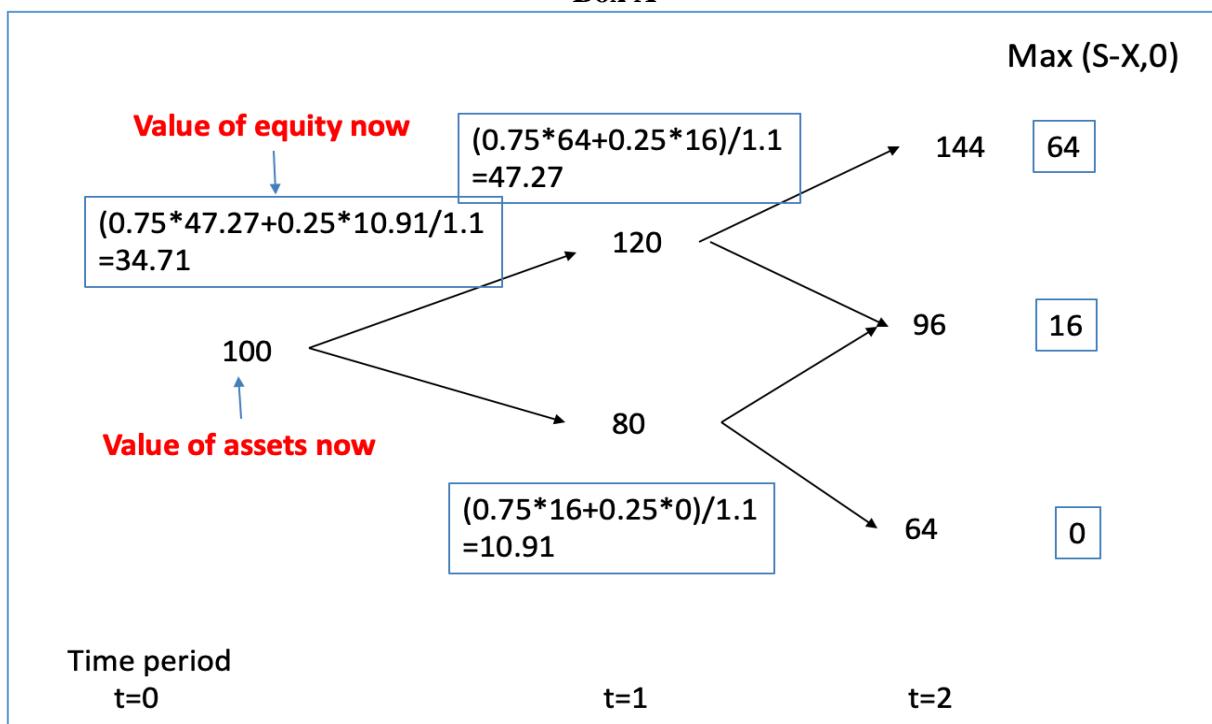 Max (S-X,0)
Value of equity now
(0.75*64+0.25*16)/1.1
=47.27
144
64
(0.75*47.27+0.25*10.91/1.1
=34.71
120
96
16
100
80
Value of assets now
(0.75*16+0.25*0)/1.1
=10.91
64
0
Time period
t=0
t=1
t=2